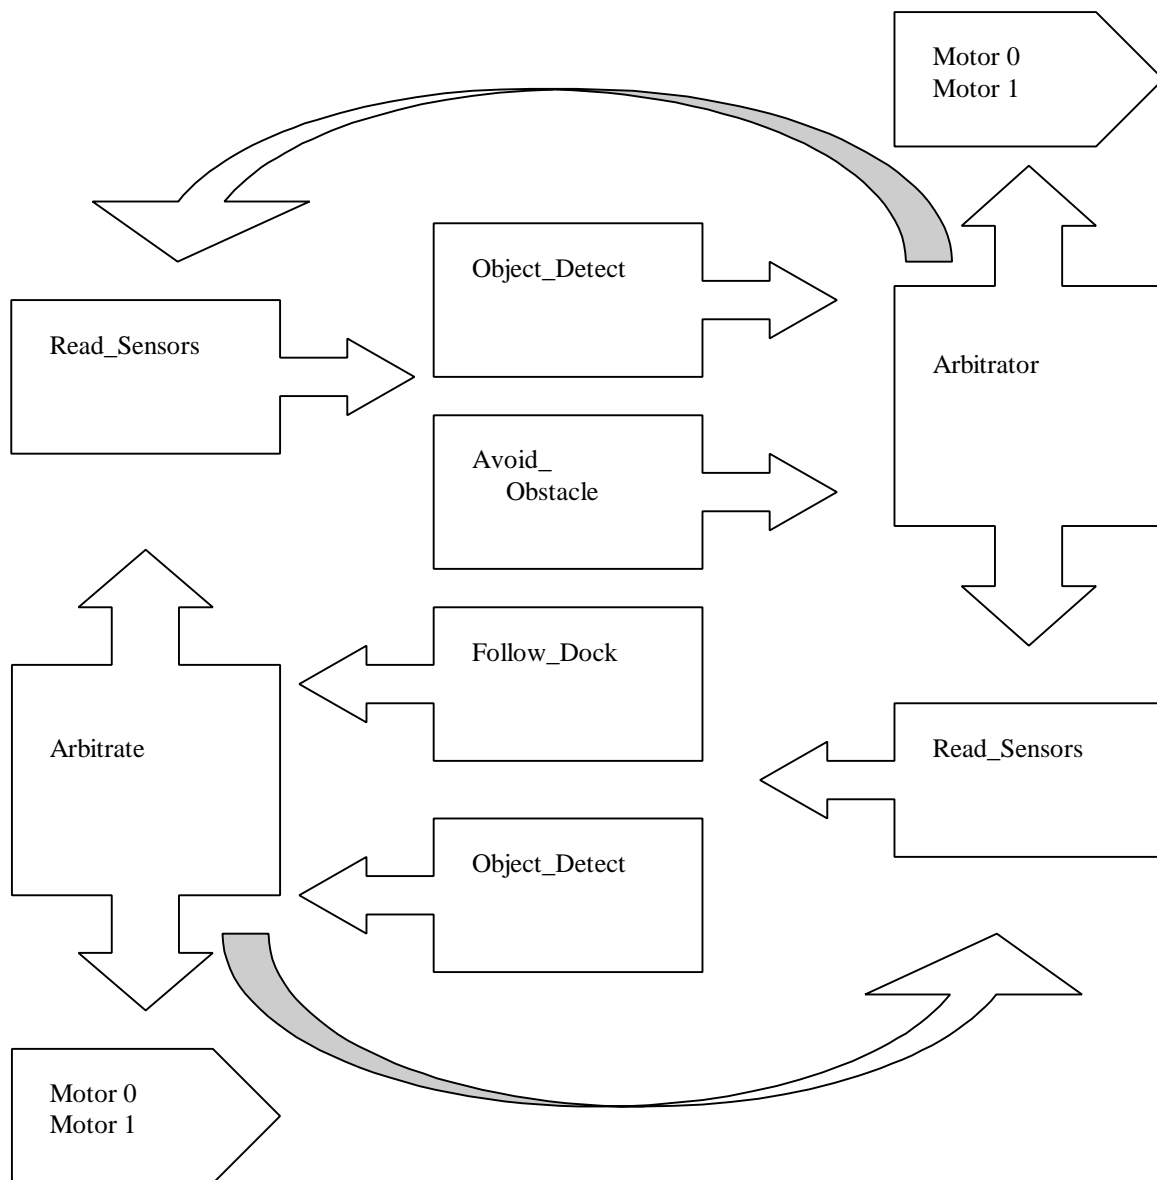 Motor 0
Motor 1
Object_Detect
Read_Sensors
Arbitrator
Avoid_
Obstacle
Follow_Dock
Arbitrate
Read_Sensors
Object_Detect
Motor 0
Motor 1